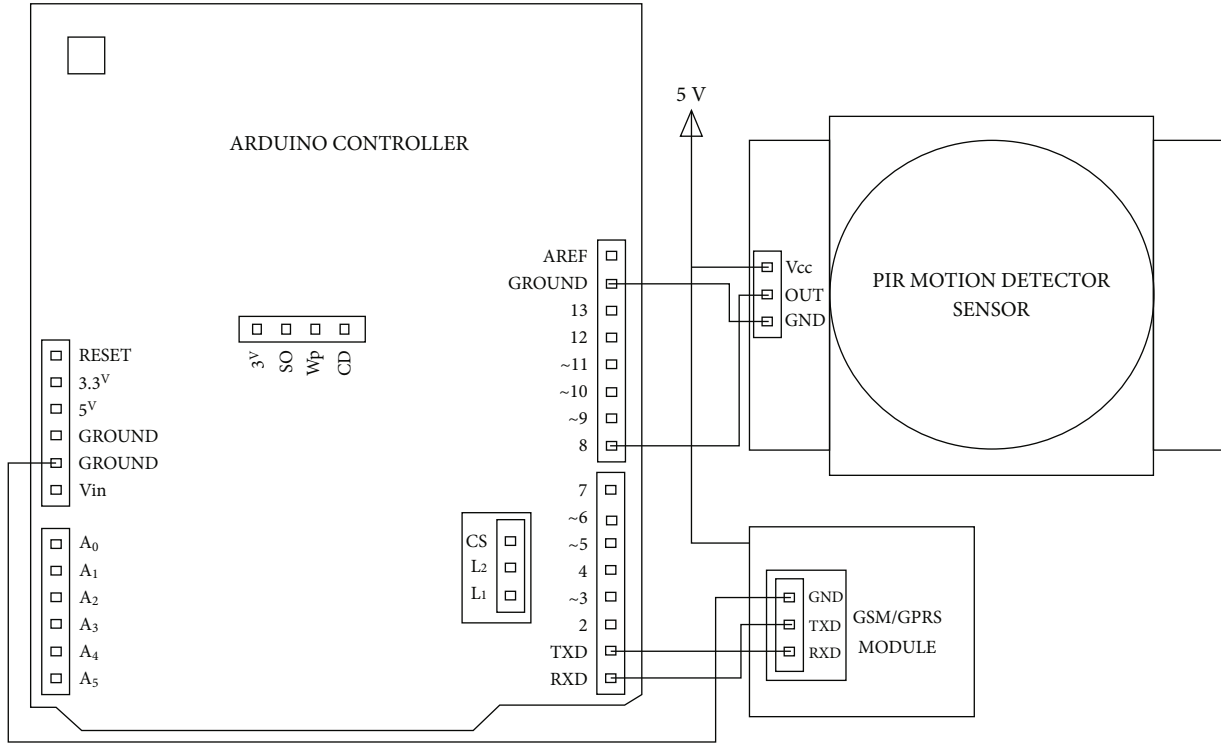 ARDUINO CONTROLLER
5 V
AREF
GROUND
13
12
~11
~10
~9
8
7
~6
~5
4
~3
2
TXD
RXD
3V
SO
Wp
CD
RESET
3.3V
5V
GROUND
GROUND
Vin
A0
A1
A2
A3
A4
A5
CS
L2
L1
Vcc
OUT
GND
PIR MOTION DETECTOR
SENSOR
GND
TXD
RXD
GSM/GPRS
MODULE